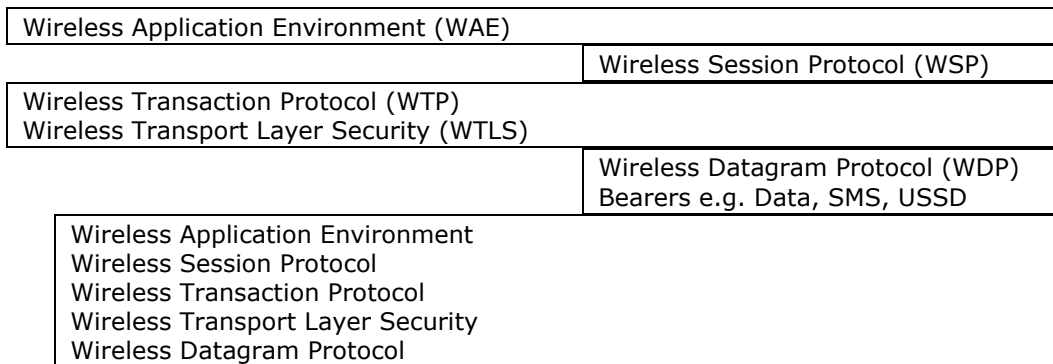 Wireless Application Environment (WAE)
Wireless Session Protocol (WSP)
Wireless Transaction Protocol (WTP)
Wireless Transport Layer Security (WTLS)
Wireless Datagram Protocol (WDP)
Bearers e.g. Data, SMS, USSD
Wireless Application Environment
Wireless Session Protocol
Wireless Transaction Protocol
Wireless Transport Layer Security
Wireless Datagram Protocol